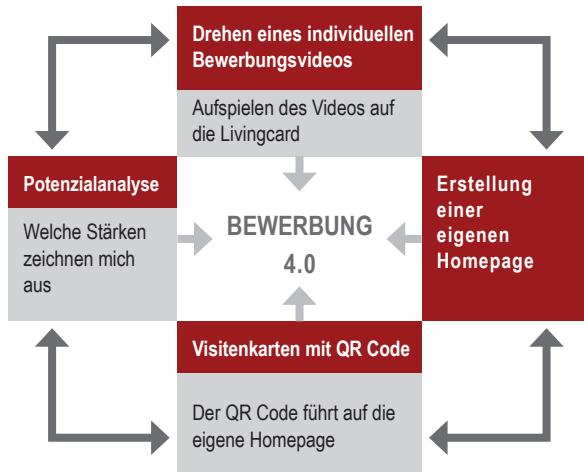 Drehen eines individuellen
Bewerbungsvideos
Aufspielen des Videos auf
die Livingcard
Potenzialanalyse
Welche Stärken
zeichnen mich
aus
BEWERBUNG
4.0
Erstellung
einer
eigenen
Homepage
Visitenkarten mit QR Code
Der QR Code führt auf die
eigene Homepage